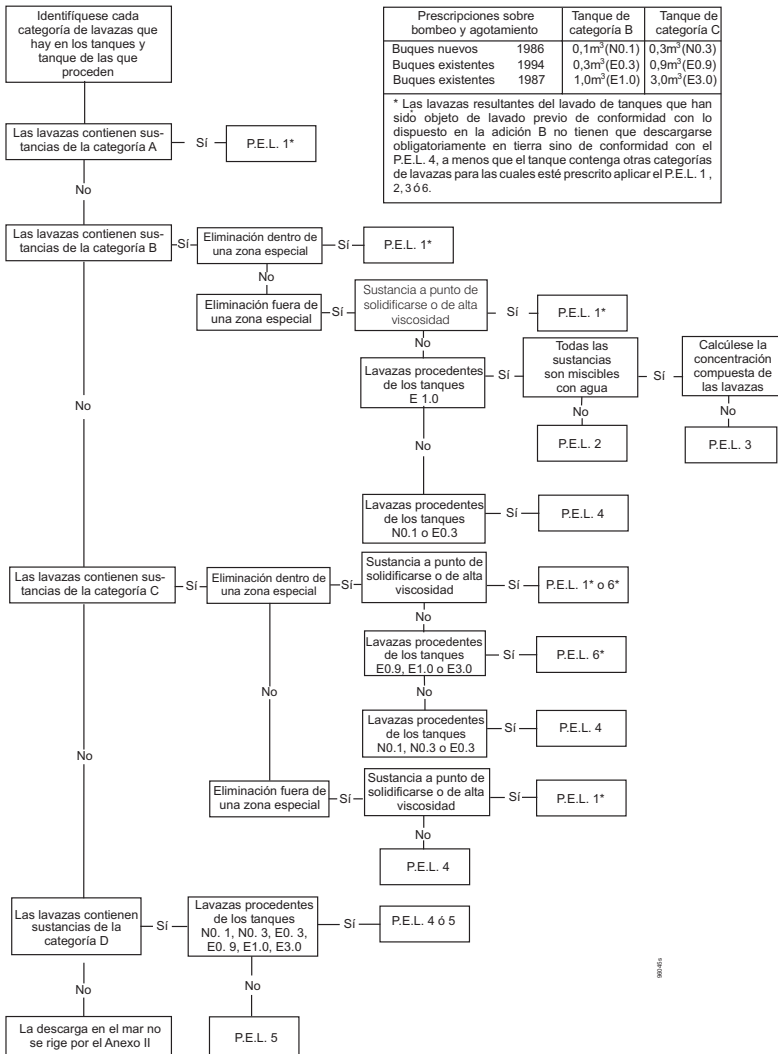 Identifíquese cada
categoría de lavazas que
hay en los tanques y
tanque de las que
proceden
Prescripciones sobre
bombeo y agotamiento
Tanque de
categoría B
Tanque de
categoría C
Buques nuevos 1986 0,1m³(N0.1) 0,3m³(N0.3)
Buques existentes 1994 0,3m³(E0.3) 0,9m³(E0.9)
Buques existentes 1987 1,0m³(E1.0) 3,0m³(E3.0)
* Las lavazas resultantes del lavado de tanques que han
sido objeto de lavado previo de conformidad con lo
dispuesto en la adición B no tienen que descargarse
obligatoriamente en tierra sino de conformidad con el
P.E.L. 4, a menos que el tanque contenga otras categorías
de lavazas para las cuales esté prescrito aplicar el P.E.L. 1 ,
2, 3 ó 6.
Las lavazas contienen sus-
tancias de la categoría A
Sí
P.E.L. 1*
No
Las lavazas contienen sus-
tancias de la categoría B
Sí
Eliminación dentro de
una zona especial
Sí
P.E.L. 1*
No
Eliminación fuera de
una zona especial
Sí
Sustancia a punto de
solidificarse o de alta
viscosidad
Sí
P.E.L. 1*
No
Lavazas procedentes
de los tanques
E 1.0
Sí
Todas las
sustancias
son miscibles
con agua
Sí
Calcúlese la
concentración
compuesta de
las lavazas
No
No
No
P.E.L. 2
P.E.L. 3
No
Lavazas procedentes
de los tanques
N0.1 o E0.3
Sí
P.E.L. 4
Las lavazas contienen sus-
tancias de la categoría C
Sí
Eliminación dentro de
una zona especial
Sí
Sustancia a punto de
solidificarse o de alta
viscosidad
Sí
P.E.L. 1* o 6*
No
Lavazas procedentes
de los tanques
E0.9, E1.0 o E3.0
Sí
P.E.L. 6*
No
No
Lavazas procedentes
de los tanques
N0.1, N0.3 o E0.3
Sí
P.E.L. 4
No
Eliminación fuera de
una zona especial
Sí
Sustancia a punto de
solidificarse o de alta
viscosidad
Sí
P.E.L. 1*
No
P.E.L. 4
Las lavazas contienen
sustancias de la
categoría D
Sí
Lavazas procedentes
de los tanques
N0. 1, N0. 3, E0. 3,
E0. 9, E1.0, E3.0
Sí
P.E.L. 4 ó 5
No
No
La descarga en el mar no
se rige por el Anexo II
P.E.L. 5